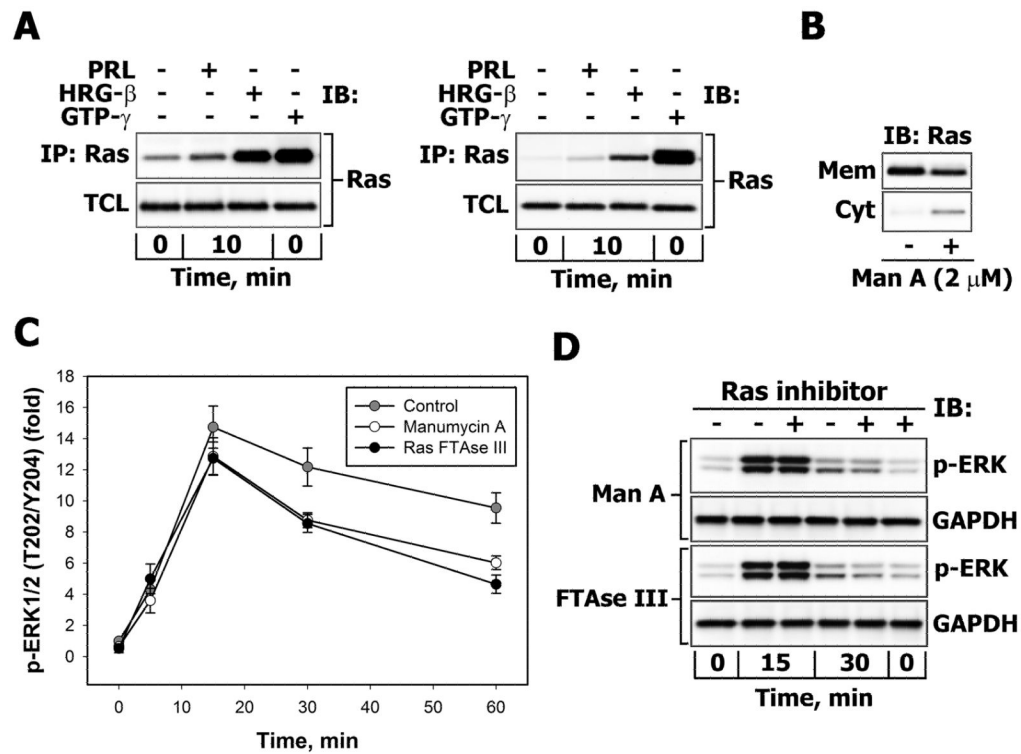 A
PRL - + - -
HRG-β - - + - IB:
GTP-γ - - - +
IP: Ras
Ras
TCL
0 10 0
Time, min
PRL - + - -
HRG-β - - + - IB:
GTP-γ - - - +
IP: Ras
Ras
TCL
0 10 0
Time, min
B
IB: Ras
Mem
Cyt
- +
Man A (2 μM)
C
p-ERK1/2 (T202/Y204) (fold)
18
16
14
12
10
8
6
4
2
0
Control
Manumycin A
Ras FTAse III
0 10 20 30 40 50 60
Time, min
D
Ras inhibitor
IB:
- - + - + +
p-ERK
Man A
GAPDH
p-ERK
FTAse III
GAPDH
0 15 30 0
Time, min